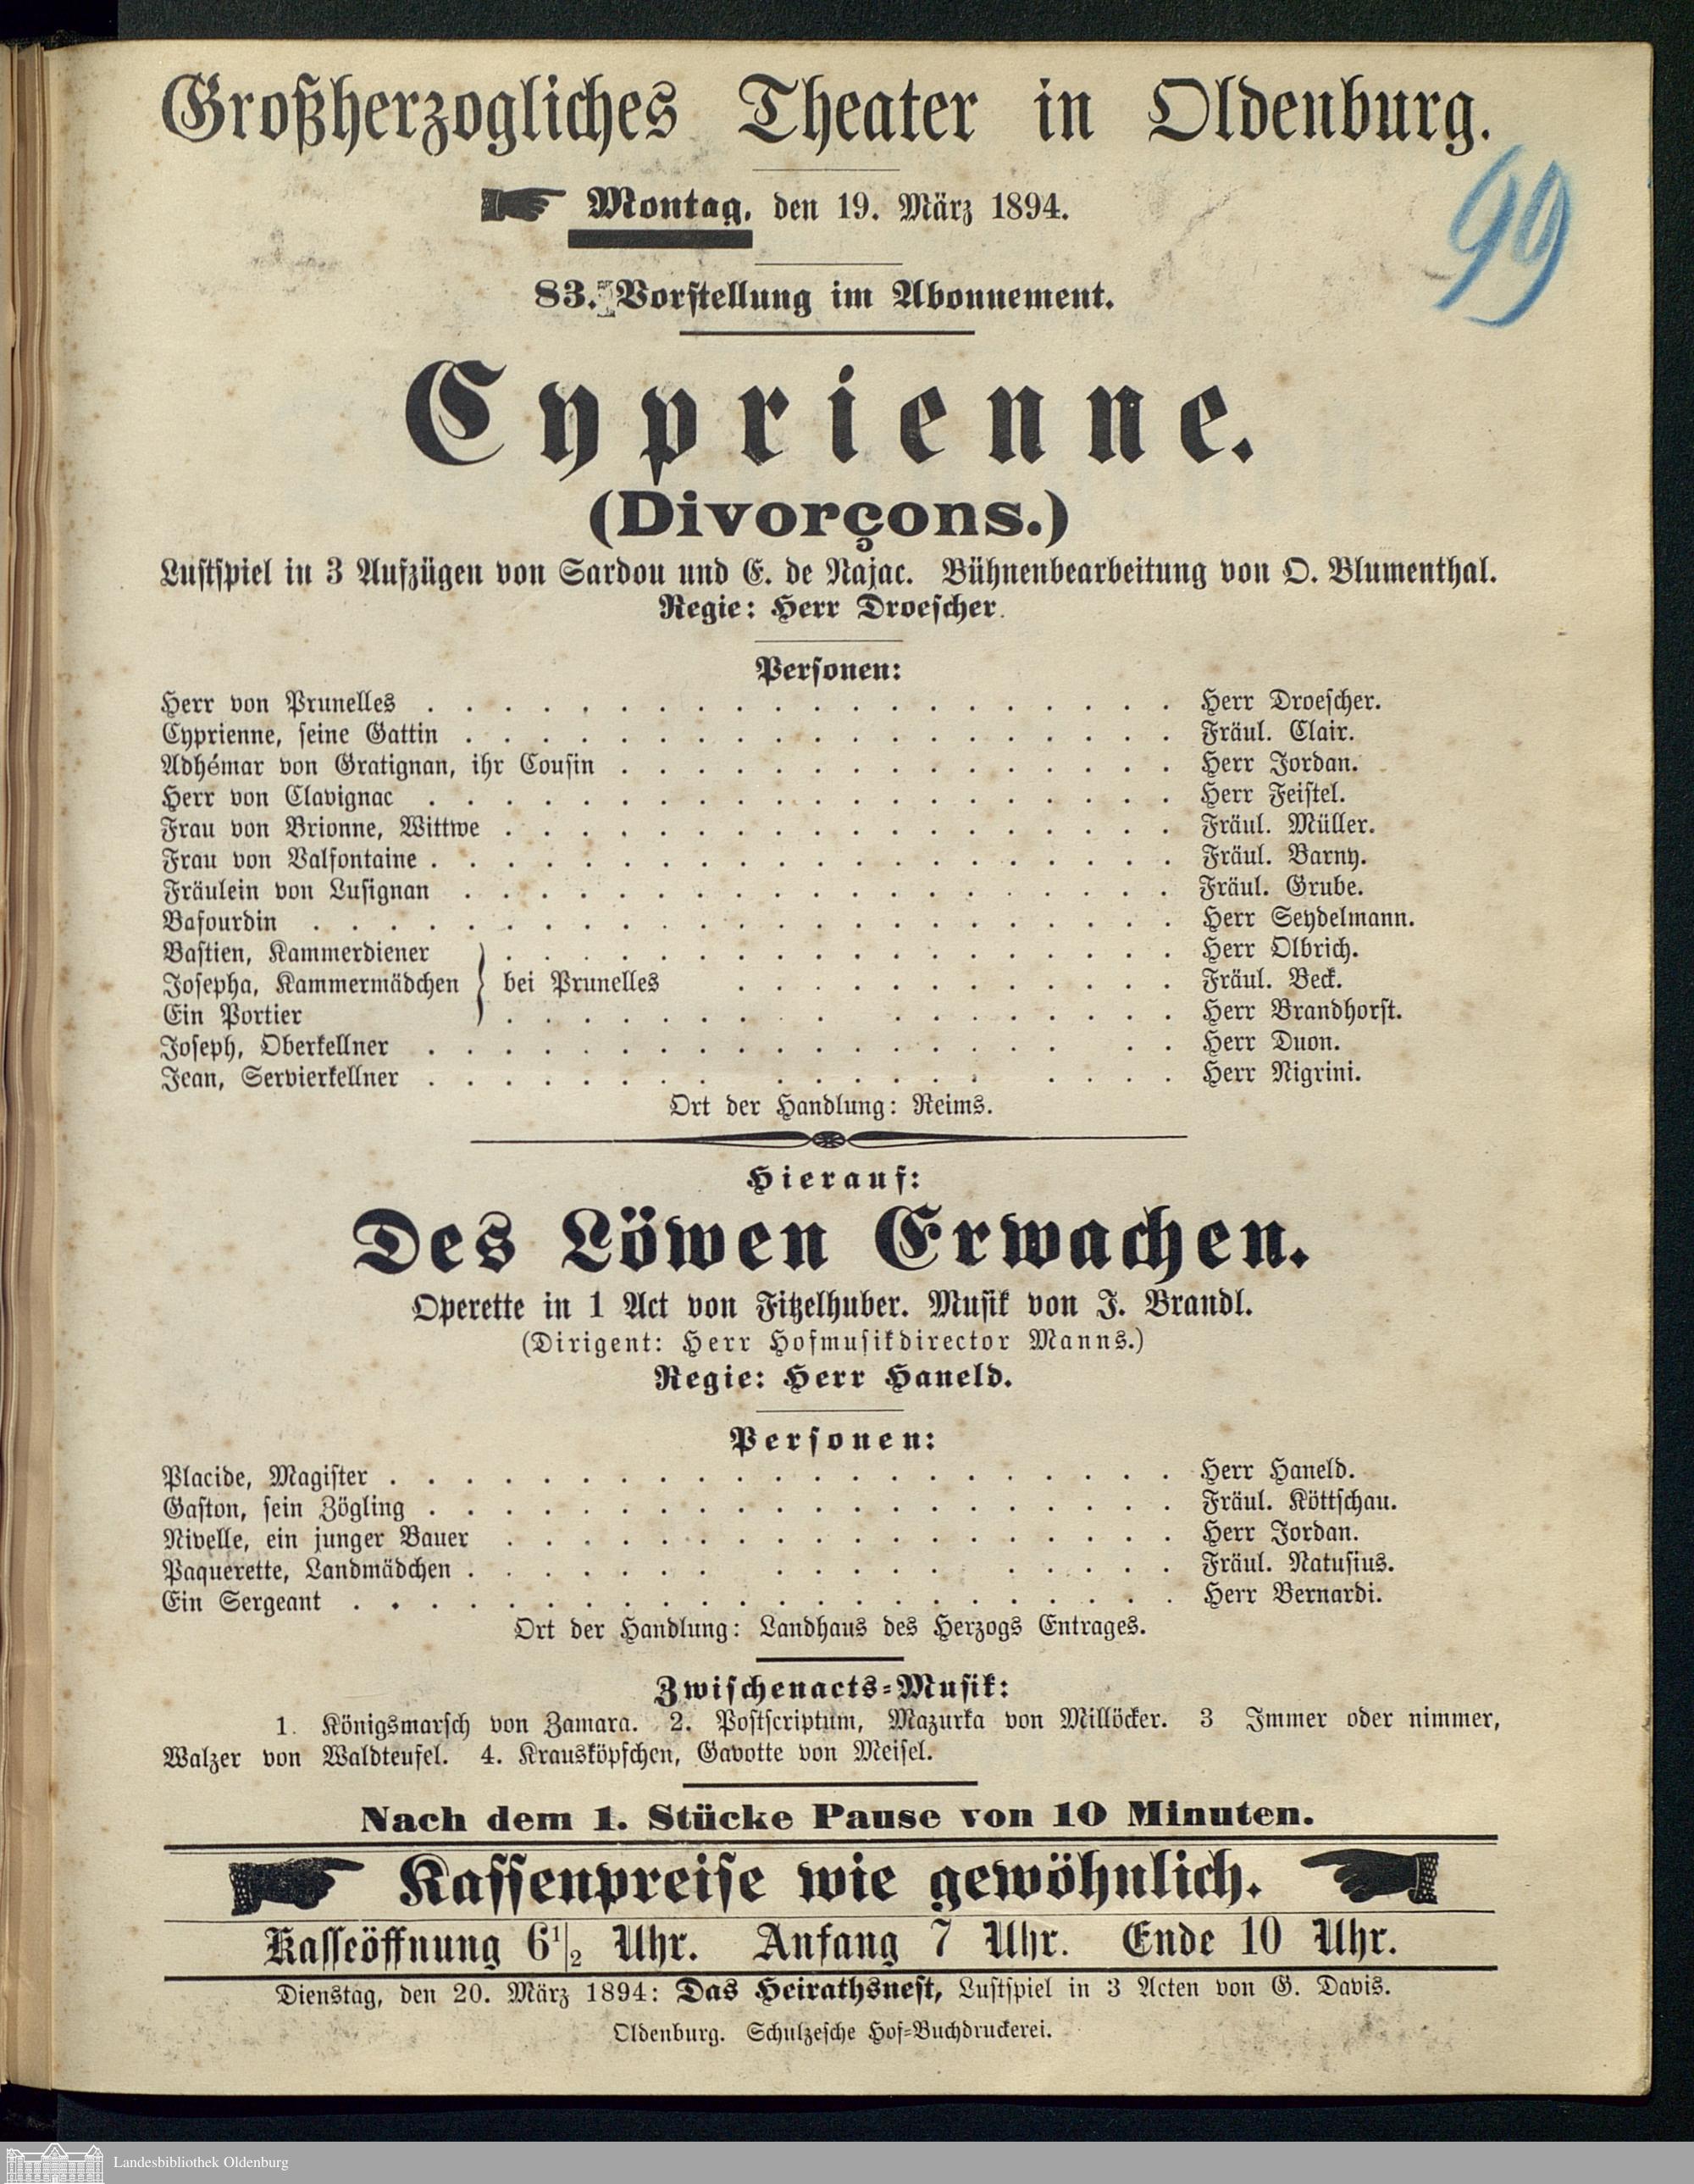 Großherzogliches Theater in Oldenburg.
Montag, den 19. März 1894.
99
83. Vorstellung im Abonnement.
Cyprienne.
(Divorçons.)
Lustspiel in 3 Aufzügen von Sardou und E. de Najac. Bühnenbearbeitung von O. Blumenthal.
Regie: Herr Droescher.
Personen:
Herr von Prunelles . . . . . . . . . . . . . . . . . . . . Herr Droescher.
Cyprienne, seine Gattin . . . . . . . . . . . . . . . . . . . Fräul. Clair.
Adhémar von Gratignan, ihr Cousin . . . . . . . . . . . . . . . Herr Jordan.
Herr von Clavignac . . . . . . . . . . . . . . . . . . . . Herr Feistel.
Frau von Brionne, Wittwe . . . . . . . . . . . . . . . . . . Fräul. Müller.
Frau von Valfontaine . . . . . . . . . . . . . . . . . . . . Fräul. Barny.
Fräulein von Lusignan . . . . . . . . . . . . . . . . . . . Fräul. Grube.
Bafourdin . . . . . . . . . . . . . . . . . . . . . . . Herr Seydelmann.
Bastien, Kammerdiener . . . . . . . . . . . . . . . . . . Herr Olbrich.
Josepha, Kammermädchen } bei Prunelles . . . . . . . . . . . . Fräul. Beck.
Ein Portier . . . . . . . . . . . . . . . . . Herr Brandhorst.
Joseph, Oberkellner . . . . . . . . . . . . . . . . . . . Herr Duon.
Jean, Servierkellner . . . . . . . . . . . . . . . . . . . Herr Nigrini.
Ort der Handlung: Reims.
Hierauf:
Des Löwen Erwachen.
Operette in 1 Act von Fitzelhuber. Musik von J. Brandl.
(Dirigent: Herr Hofmusikdirector Manns.)
Regie: Herr Haneld.
Personen:
Placide, Magister . . . . . . . . . . . . . . . . . . . . . Herr Haneld.
Gaston, sein Zögling . . . . . . . . . . . . . . . . . . . . Fräul. Köttschau.
Nivelle, ein junger Bauer . . . . . . . . . . . . . . . . . . Herr Jordan.
Paquerette, Landmädchen . . . . . . . . . . . . . . . . . Fräul. Natusius.
Ein Sergeant . . . . . . . . . . . . . . . . . . . . . . Herr Bernardi.
Ort der Handlung: Landhaus des Herzogs Entrages.
Zwischenacts-Musik:
1. Königsmarsch von Zamara. 2. Postscriptum, Mazurka von Millöcker. 3 Immer oder nimmer,
Walzer von Waldteufel. 4. Krausköpfchen, Gavotte von Meisel.
Nach dem 1. Stücke Pause von 10 Minuten.
Kassenpreise wie gewöhnlich.
Kasseöffnung 6 1/2 Uhr. Anfang 7 Uhr. Ende 10 Uhr.
Dienstag, den 20. März 1894: Das Heirathsnest, Lustspiel in 3 Acten von G. Davis.
Oldenburg. Schulzesche Hof-Buchdruckerei.
Landesbibliothek Oldenburg